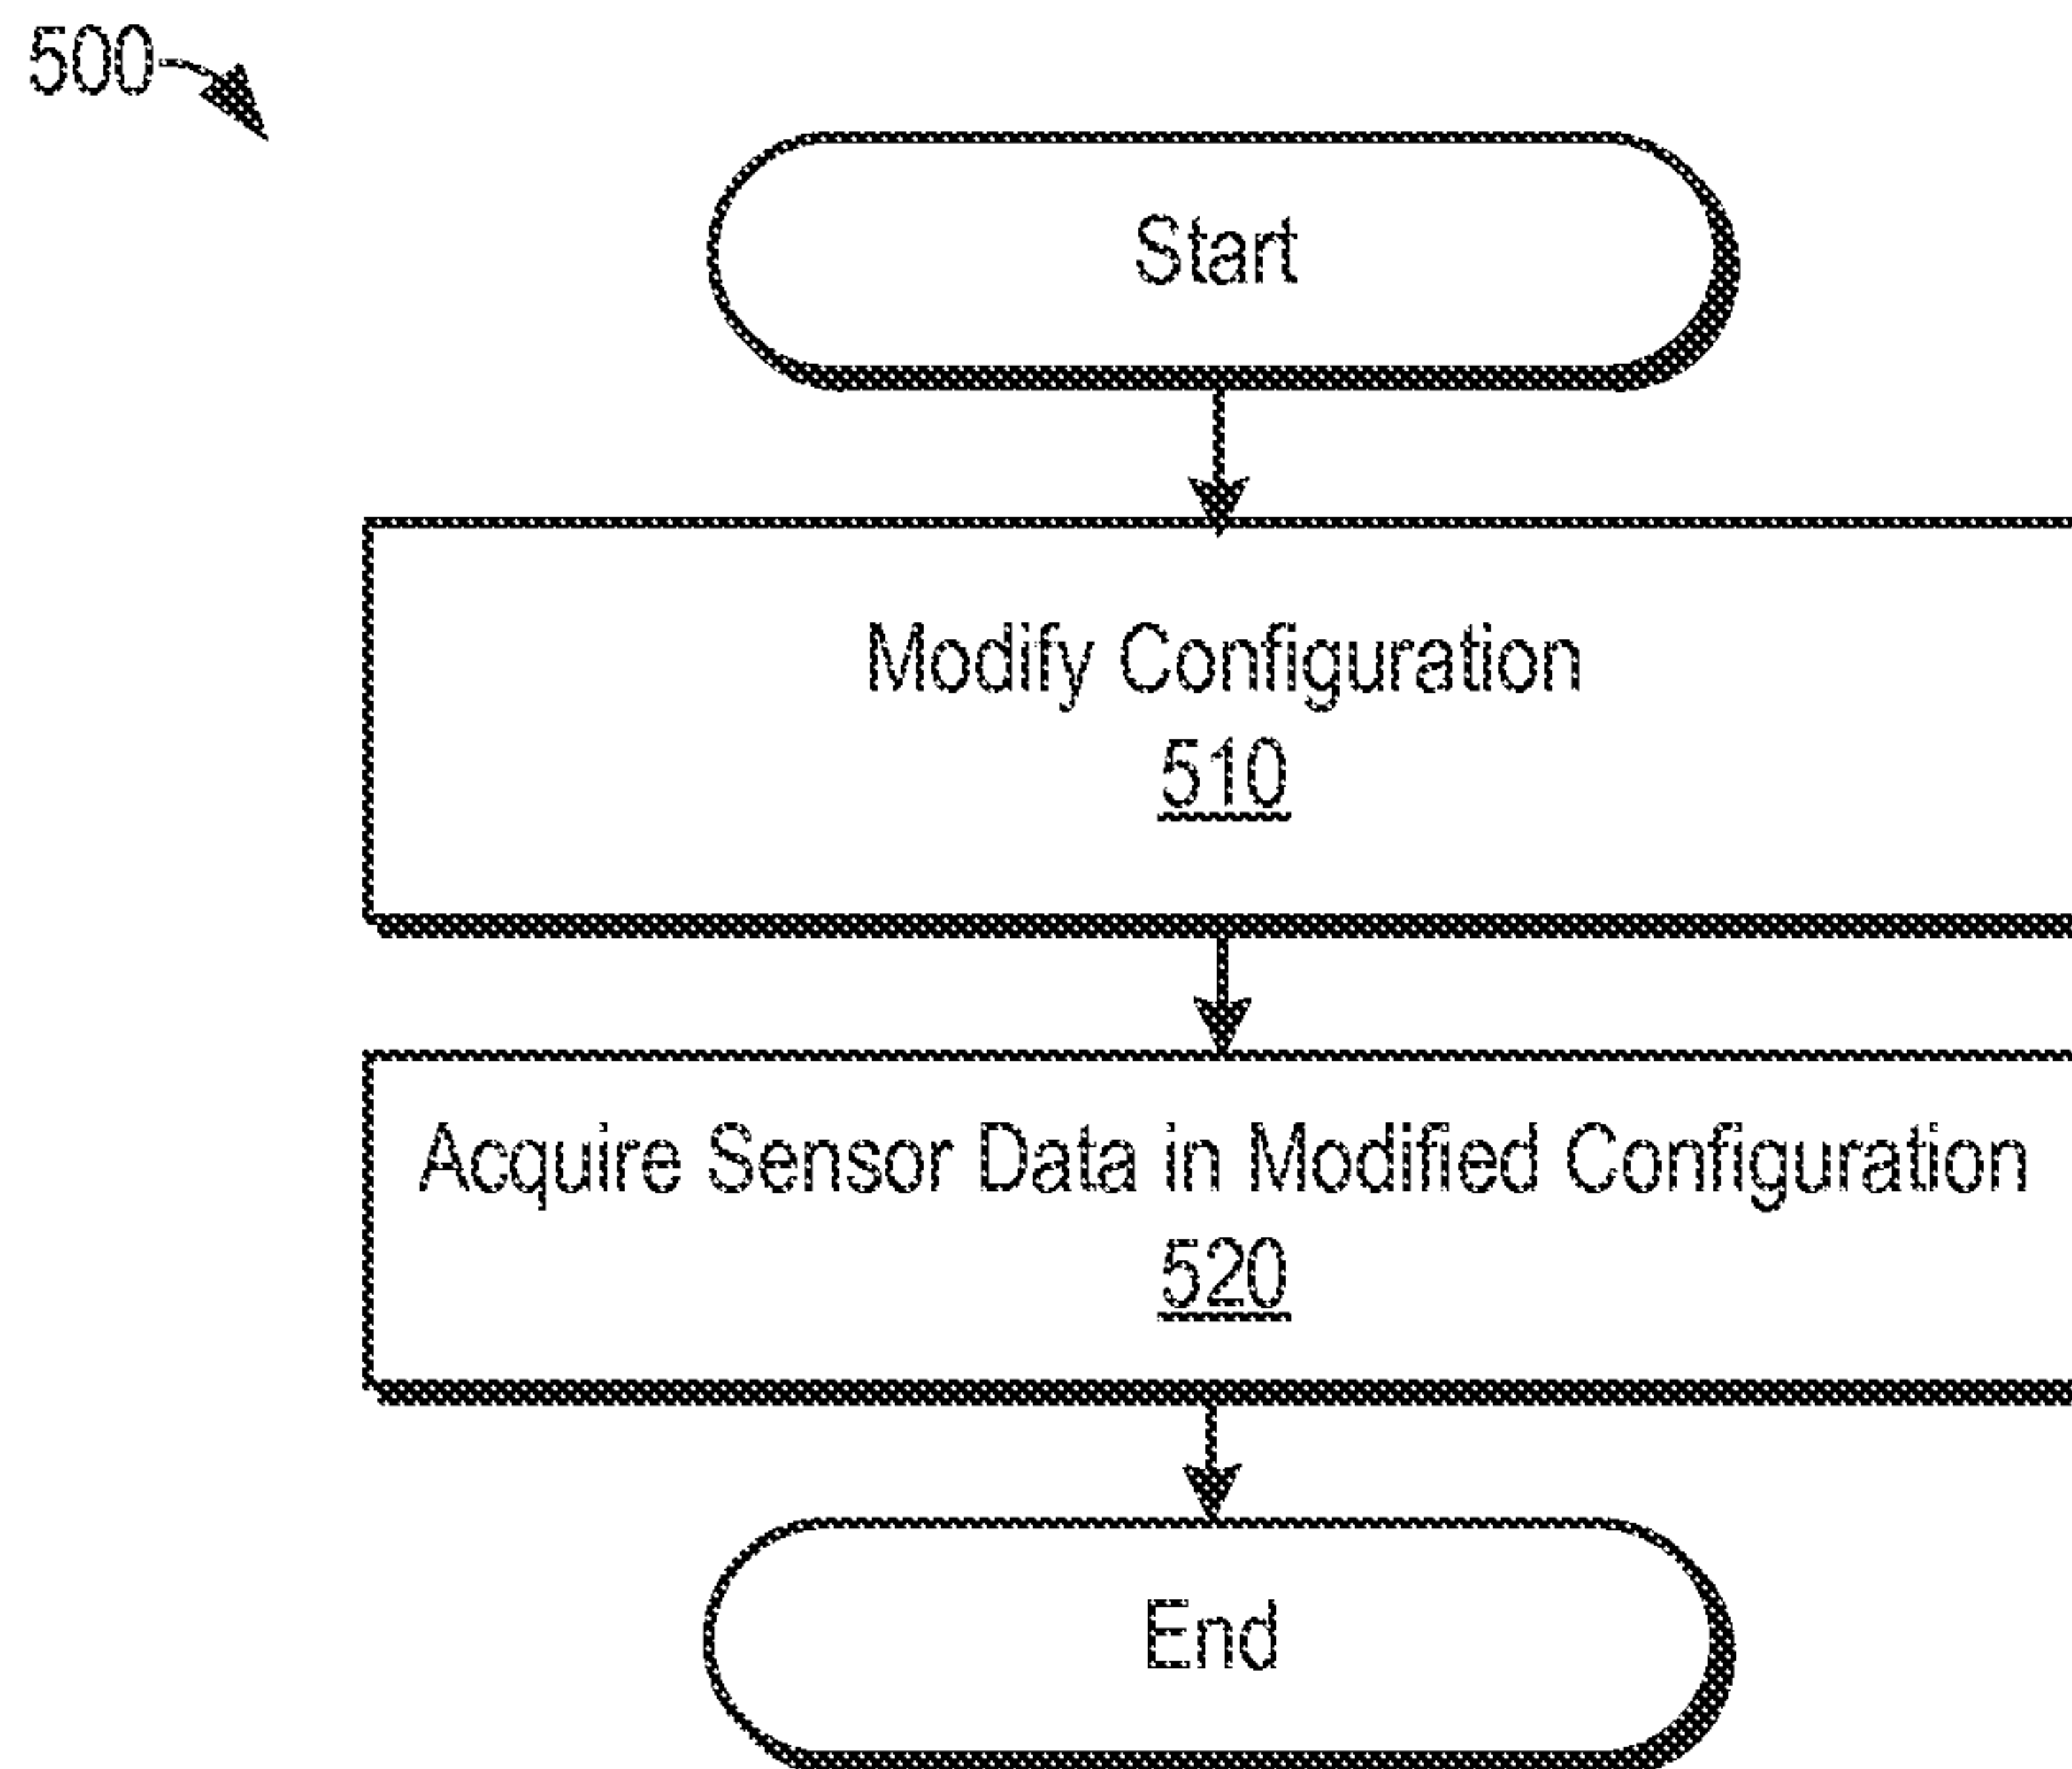 500
Start
Modify Configuration
510
Acquire Sensor Data in Modified Configuration
520
End